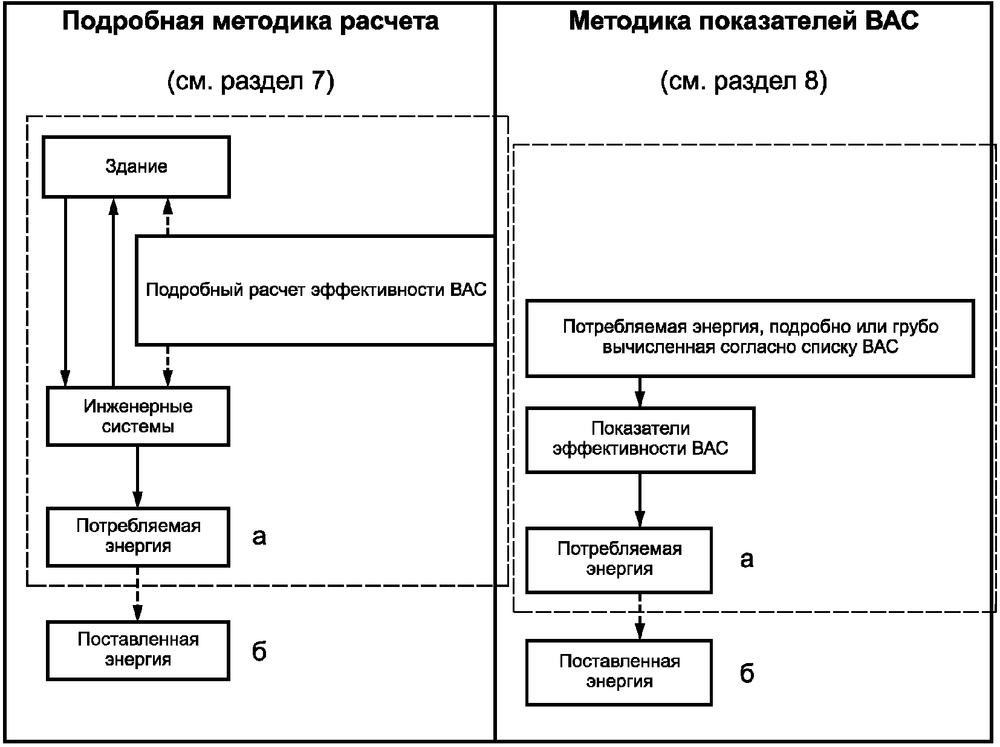 Подробная методика расчета
(см. раздел 7)
Здание
Подробный расчет эффективности ВАС
Инженерные
системы
Потребляемая
энергия
а
Поставленная
энергия
б
Методика показателей ВАС
(см. раздел 8)
Потребляемая энергия, подробно или грубо
вычисленная согласно списку ВАС
Показатели
эффективности ВАС
Потребляемая
энергия
а
Поставленная
энергия
б